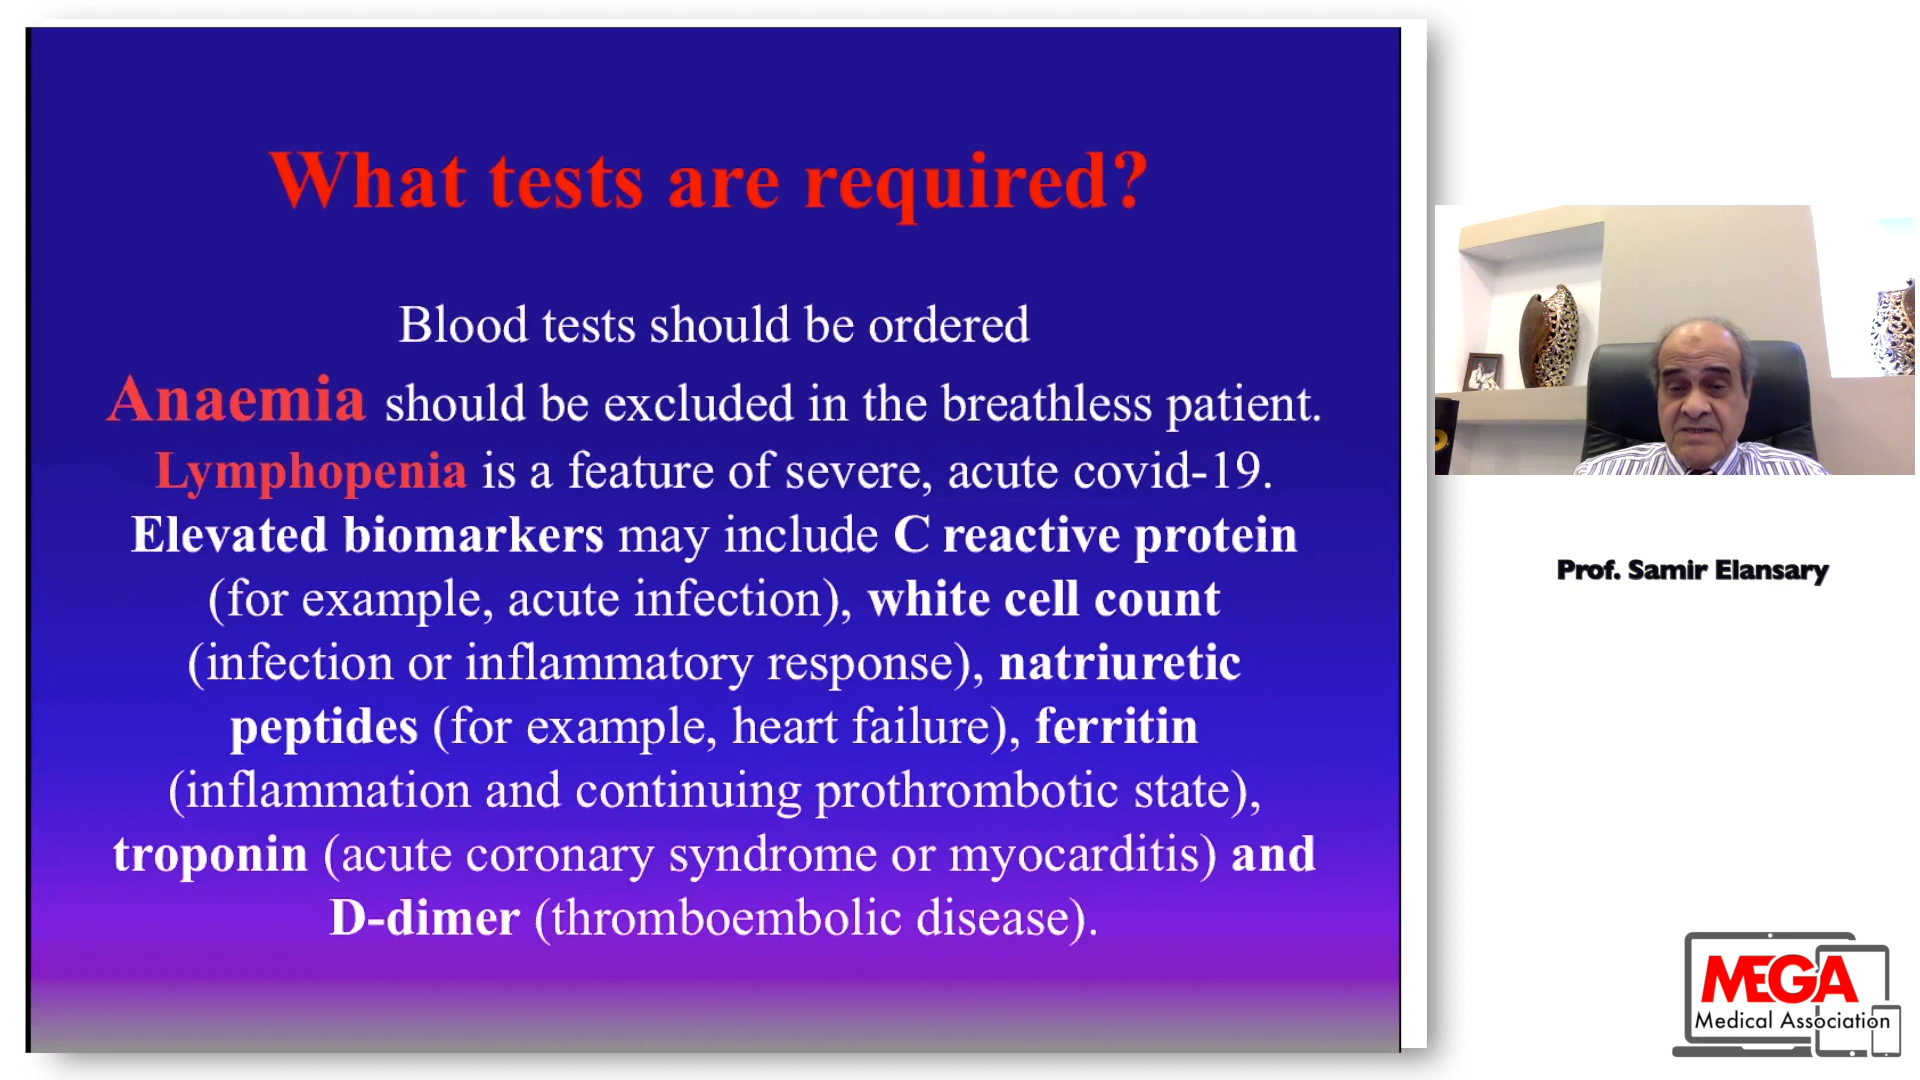 What tests are required?
Blood tests should be ordered
Anaemia should be excluded in the breathless patient.
Lymphopenia is a feature of severe, acute covid-19.
Elevated biomarkers may include C reactive protein
(for example, acute infection), white cell count
(infection or inflammatory response), natriuretic
peptides (for example, heart failure), ferritin
(inflammation and continuing prothrombotic state),
troponin (acute coronary syndrome or myocarditis) and
D-dimer (thromboembolic disease).
Prof. Samir Elansary
MEGA
Medical Association